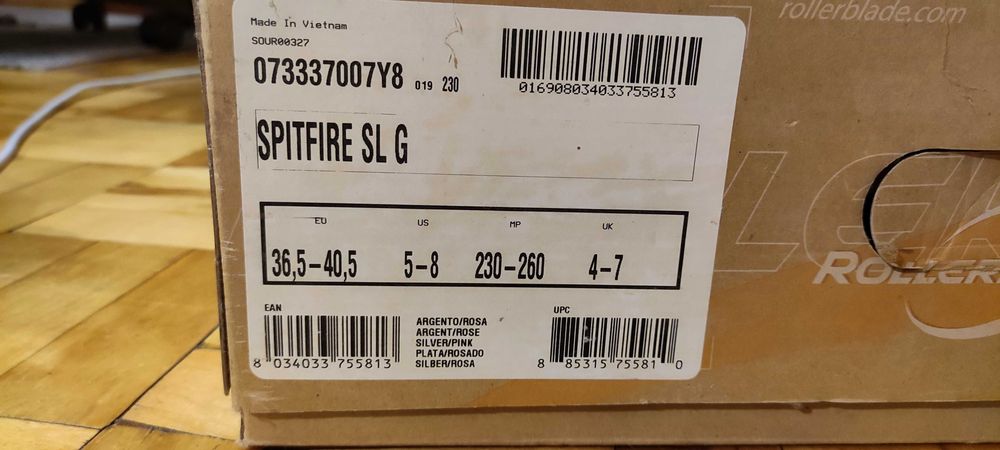 rollerblade.com
Made In Vietnam
SOUR00327
073337007Y8 019 230
016908034033755813
SPITFIRE SL G
EU US MP UK
36,5-40,5 5-8 230-260 4-7
EAN
8 034033 755813
ARGENTO/ROSA
ARGENT/ROSE
SILVER/PINK
PLATA/ROSADO
SILBER/ROSA
UPC
8 85315 75581 0
ROLLER